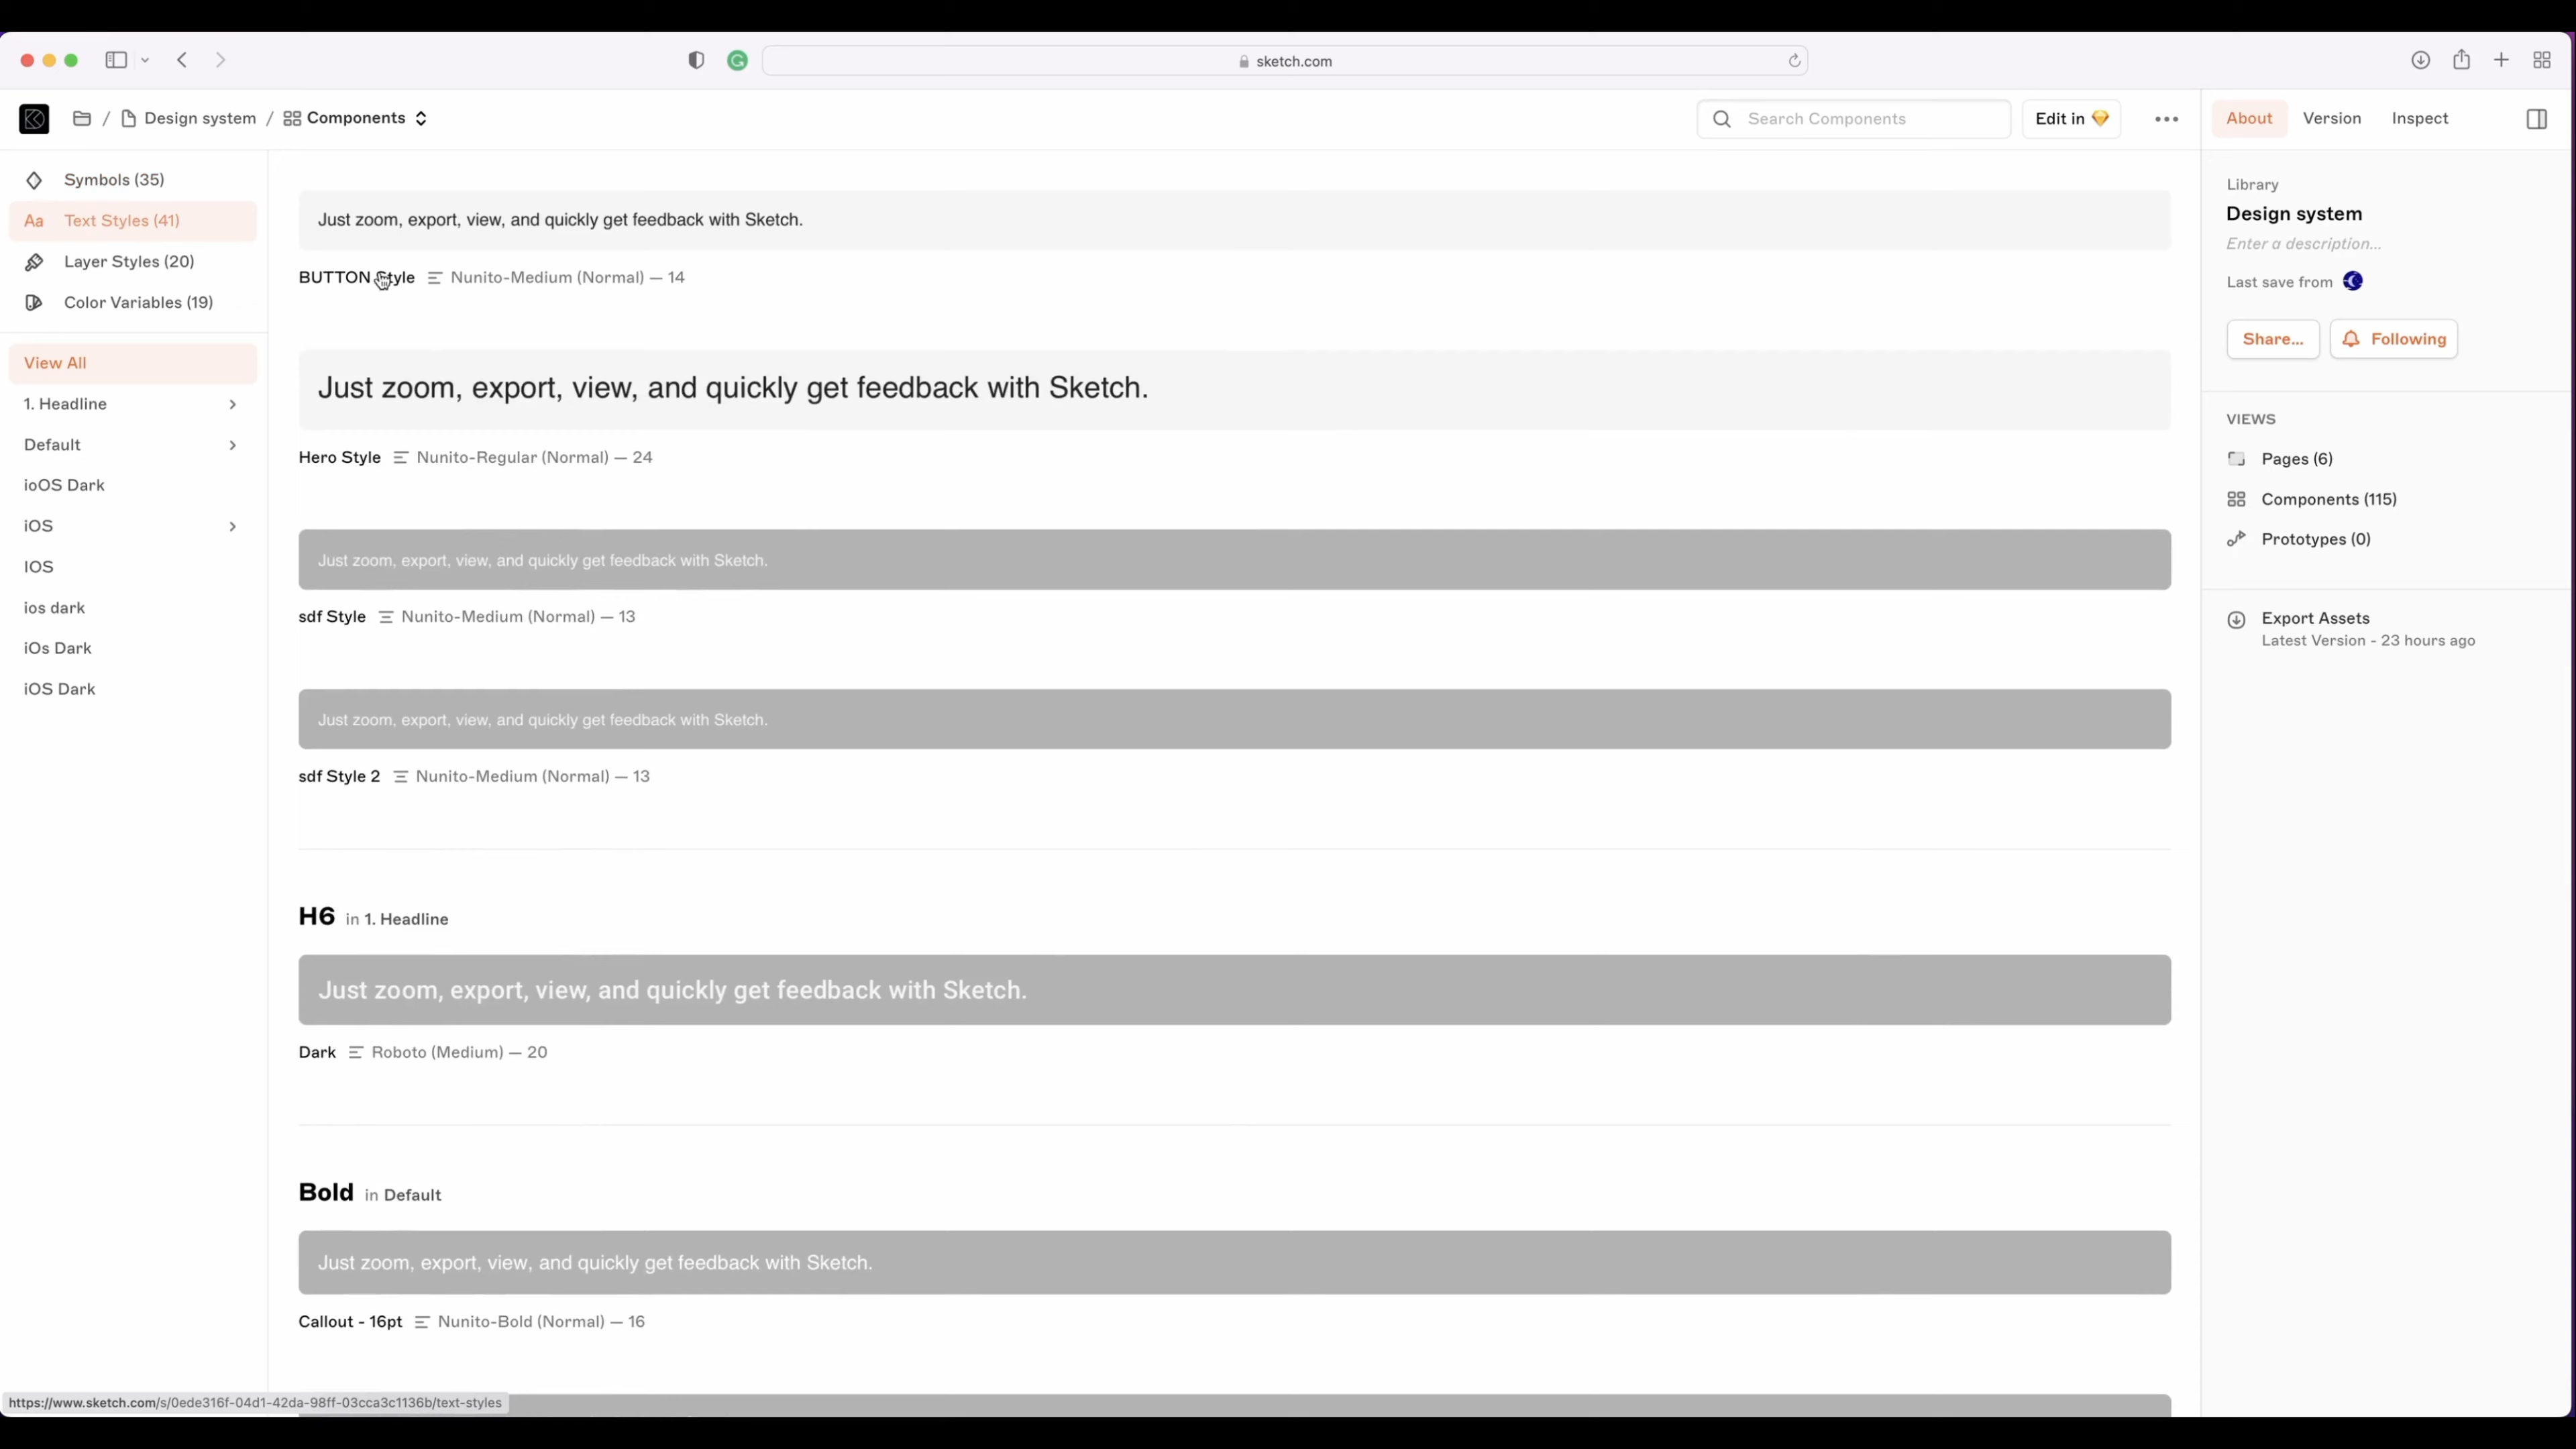 sketch.com
/ Design system / Components
Search Components
Edit in
About
Version
Inspect
Symbols (35)
Aa Text Styles (41)
Layer Styles (20)
Color Variables (19)
View All
1. Headline
Default
ioOS Dark
iOS
IOS
ios dark
iOs Dark
iOS Dark
Just zoom, export, view, and quickly get feedback with Sketch.
BUTTON Style Nunito-Medium (Normal) — 14
Just zoom, export, view, and quickly get feedback with Sketch.
Hero Style Nunito-Regular (Normal) — 24
Just zoom, export, view, and quickly get feedback with Sketch.
sdf Style Nunito-Medium (Normal) — 13
Just zoom, export, view, and quickly get feedback with Sketch.
sdf Style 2 Nunito-Medium (Normal) — 13
H6 in 1. Headline
Just zoom, export, view, and quickly get feedback with Sketch.
Dark Roboto (Medium) — 20
Bold in Default
Just zoom, export, view, and quickly get feedback with Sketch.
Callout - 16pt Nunito-Bold (Normal) — 16
Library
Design system
Enter a description...
Last save from
Share...
Following
VIEWS
Pages (6)
Components (115)
Prototypes (0)
Export Assets
Latest Version - 23 hours ago
https://www.sketch.com/s/0ede316f-04d1-42da-98ff-03cca3c1136b/text-styles